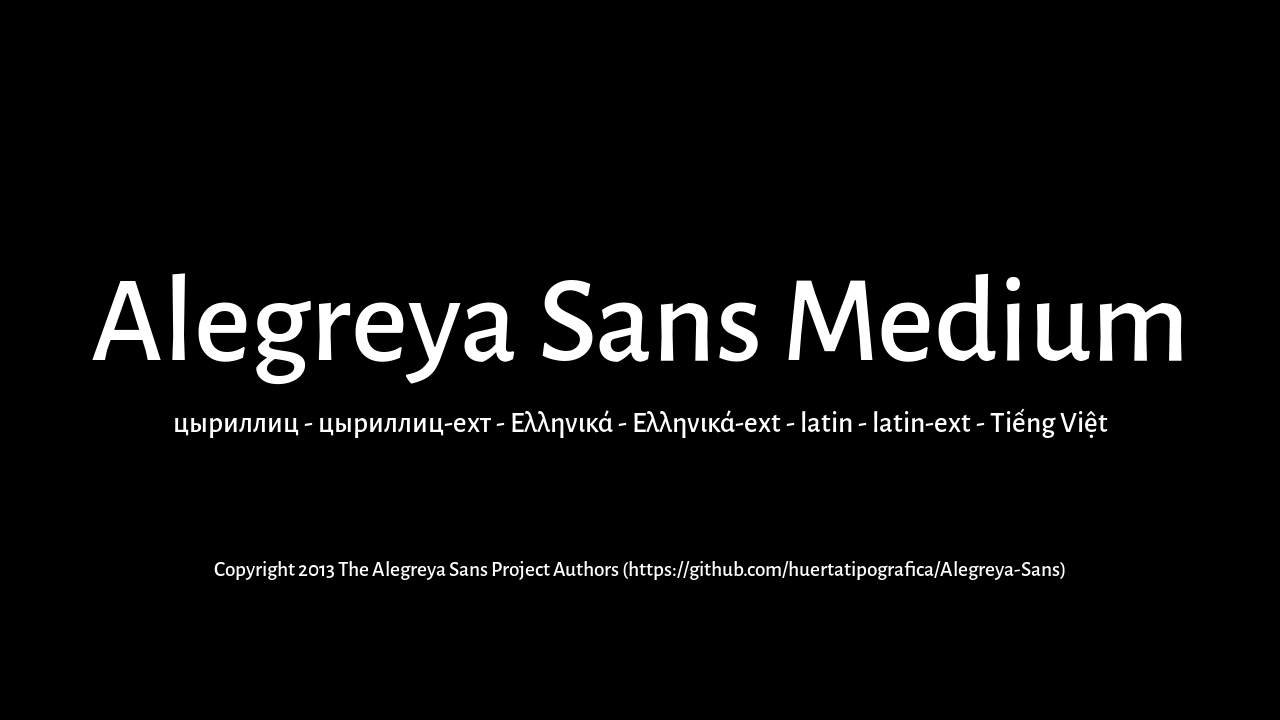 Alegreya Sans Medium
цыриллиц - цыриллиц-ехт - Ελληνικά - Ελληνικά-ext - latin - latin-ext - Tiếng Việt
Copyright 2013 The Alegreya Sans Project Authors (https://github.com/huertatipografica/Alegreya-Sans)